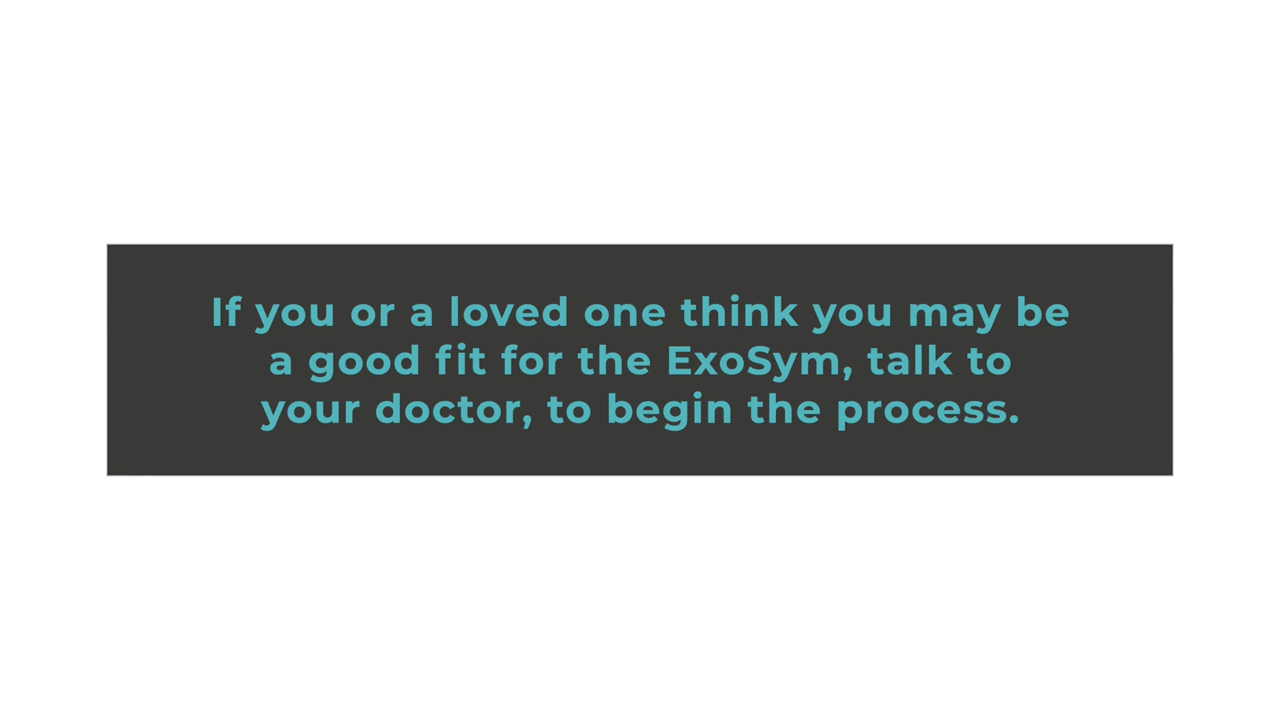 If you or a loved one think you may be
a good fit for the ExoSym, talk to
your doctor, to begin the process.